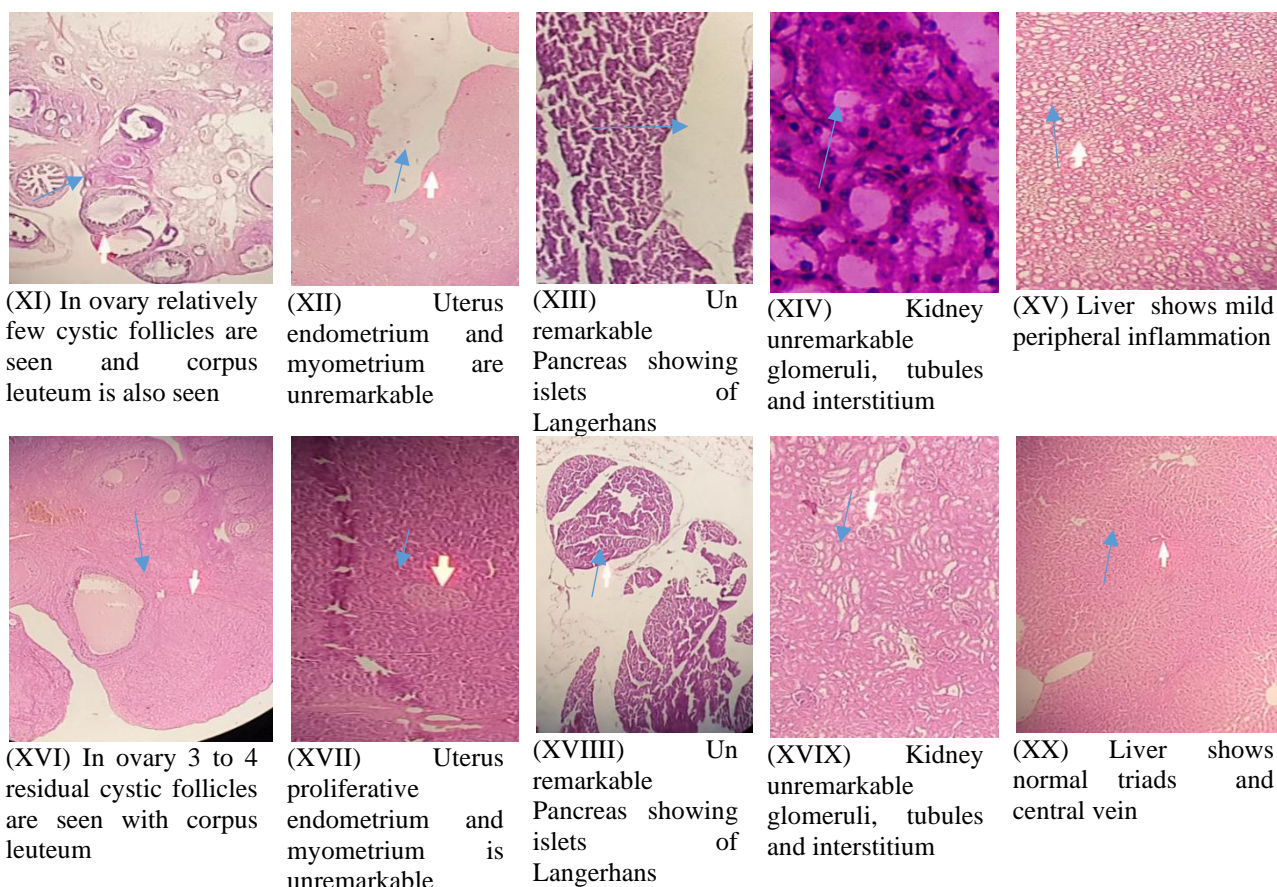 (XI) In ovary relatively
few cystic follicles are
seen and corpus
leuteum is also seen
(XII) Uterus
endometrium and
myometrium are
unremarkable
(XIII) Un
remarkable
Pancreas showing
islets of
Langerhans
(XIV) Kidney
unremarkable
glomeruli, tubules
and interstitium
(XV) Liver shows mild
peripheral inflammation
(XVI) In ovary 3 to 4
residual cystic follicles
are seen with corpus
leuteum
(XVII) Uterus
proliferative
endometrium and
myometrium is
unremarkable
(XVIIII) Un
remarkable
Pancreas showing
islets of
Langerhans
(XVIX) Kidney
unremarkable
glomeruli, tubules
and interstitium
(XX) Liver shows
normal triads and
central vein